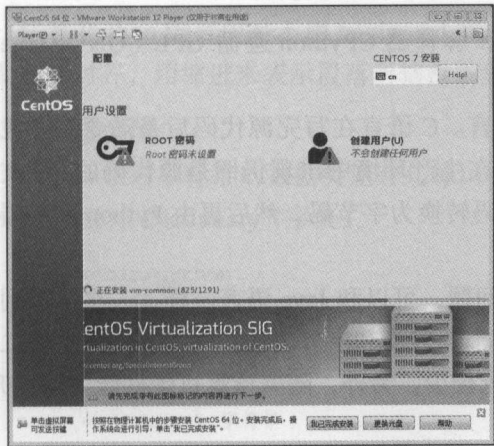 CentOS 64 位 - VMware Workstation 12 Player (仅用于非商业用途)
Player(P)
配置
CENTOS 7 安装
cn
Help!
CentOS
用户设置
ROOT 密码
Root 密码未设置
创建用户(U)
不会创建任何用户
正在安装 vim-common (825/1291)
CentOS Virtualization SIG
rtualization in CentOS, virtualization of CentOS.
请先完成带有此图标标记的内容再进行下一步。
单击虚拟屏幕
可发送按键
按照在物理计算机中的步骤安装 CentOS 64 位。安装完成后，操
作系统会进行引导，单击“我已完成安装”。
我已完成安装
更换光盘
帮助